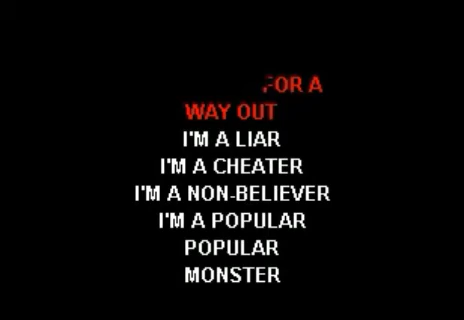 FOR A
WAY OUT
I'M A LIAR
I'M A CHEATER
I'M A NON-BELIEVER
I'M A POPULAR
POPULAR
MONSTER